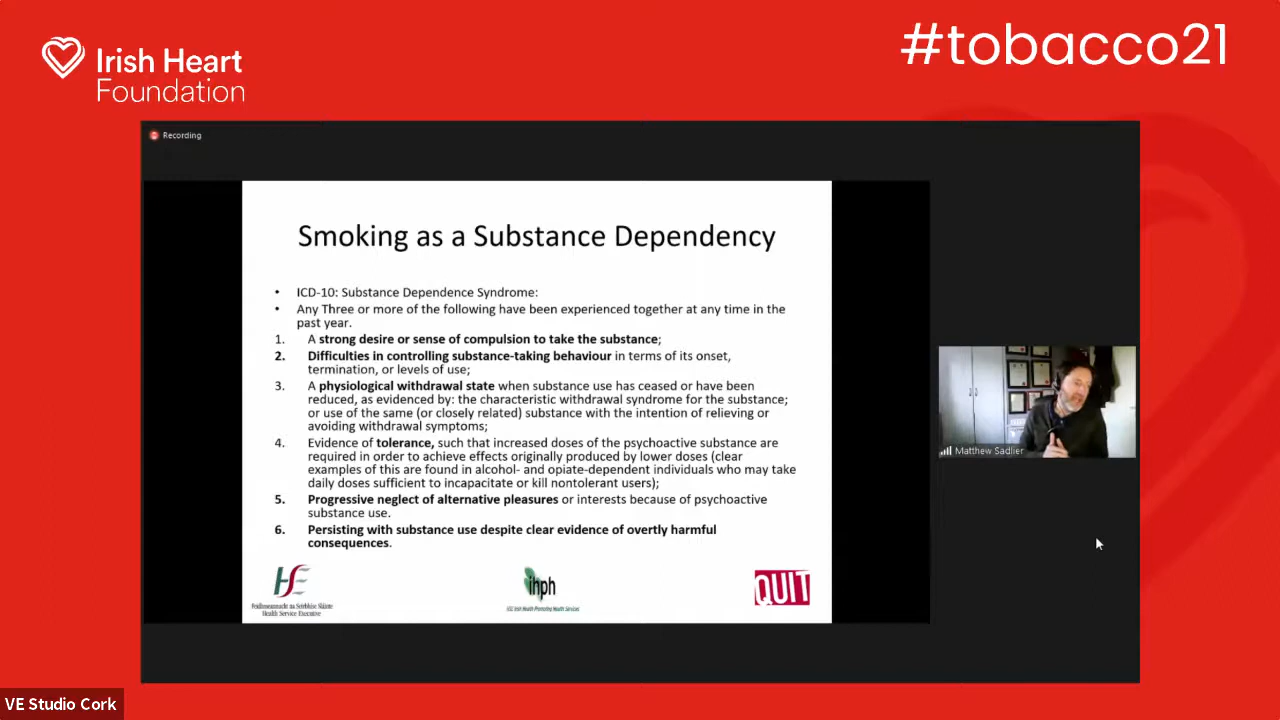 Irish Heart
Foundation
#tobacco21
Recording
Smoking as a Substance Dependency
• ICD-10: Substance Dependence Syndrome:
• Any Three or more of the following have been experienced together at any time in the
past year.
1. A strong desire or sense of compulsion to take the substance;
2. Difficulties in controlling substance-taking behaviour in terms of its onset,
termination, or levels of use;
3. A physiological withdrawal state when substance use has ceased or have been
reduced, as evidenced by: the characteristic withdrawal syndrome for the substance;
or use of the same (or closely related) substance with the intention of relieving or
avoiding withdrawal symptoms;
4. Evidence of tolerance, such that increased doses of the psychoactive substance are
required in order to achieve effects originally produced by lower doses (clear
examples of this are found in alcohol- and opiate-dependent individuals who may take
daily doses sufficient to incapacitate or kill nontolerant users);
5. Progressive neglect of alternative pleasures or interests because of psychoactive
substance use.
6. Persisting with substance use despite clear evidence of overtly harmful
consequences.
Feidhmeannacht na Seirbhíse Sláinte
Health Service Executive
ihph
Irish Health Promoting Health Services
QUIT
Matthew Sadlier
VE Studio Cork